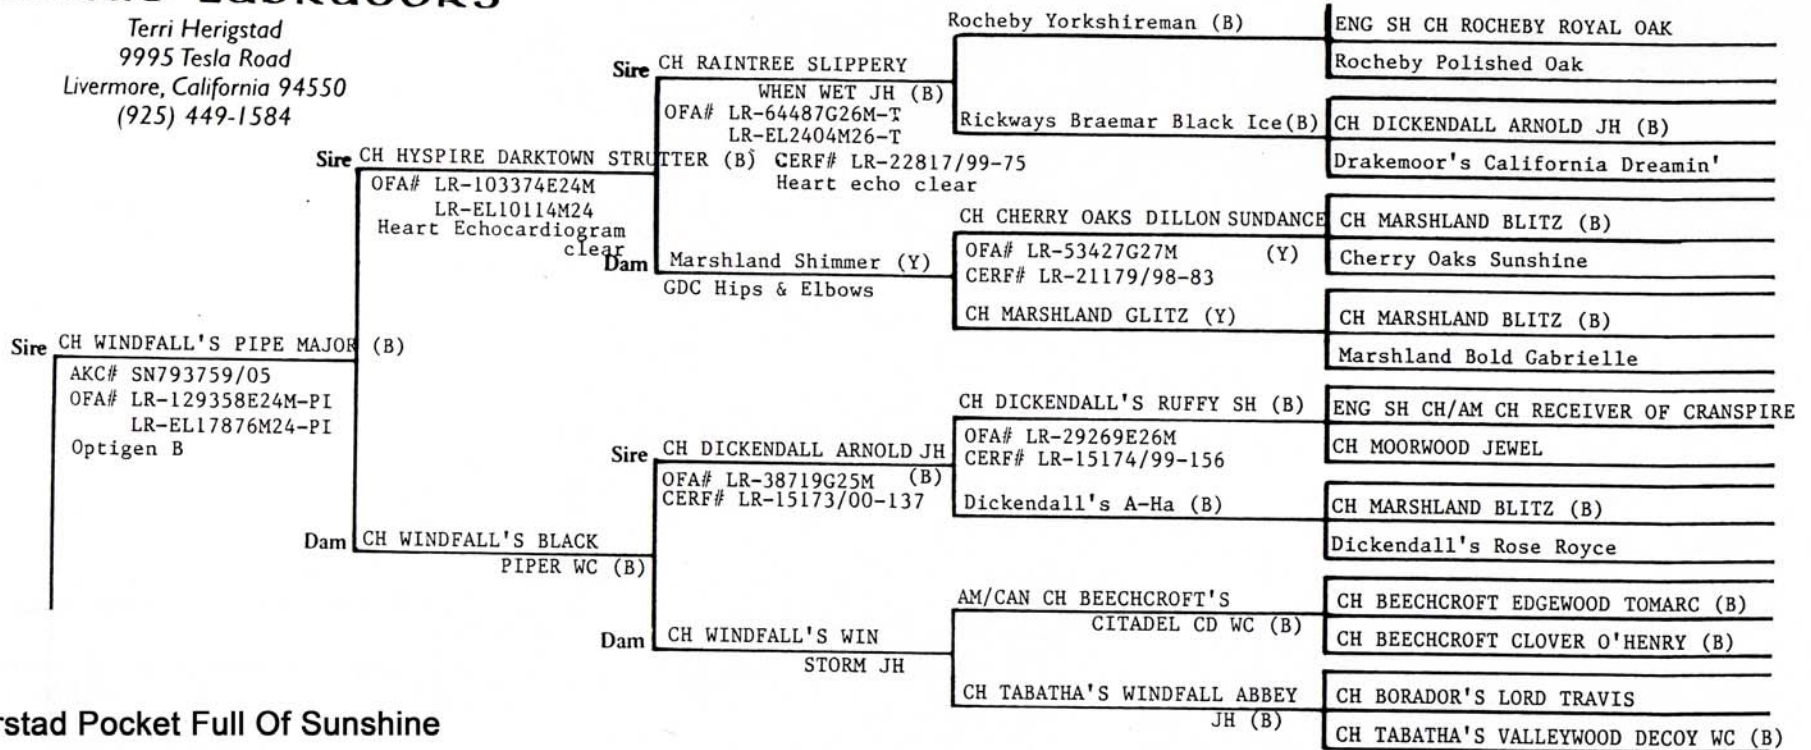 Terri Herigstad
9995 Tesla Road
Livermore, California 94550
(925) 449-1584
Rocheby Yorkshireman (B)
ENG SH CH ROCHEBY ROYAL OAK
Rocheby Polished Oak
Sire CH RAINTREE SLIPPERY
WHEN WET JH (B)
OFA# LR-64487G26M-T
LR-EL2404M26-T
CERF# LR-22817/99-75
Heart echo clear
Rickways Braemar Black Ice(B)
CH DICKENDALL ARNOLD JH (B)
Drakemoor's California Dreamin'
Sire CH HYSPIRE DARKTOWN STRUTTER (B)
OFA# LR-103374E24M
LR-EL10114M24
Heart Echocardiogram
clear
CH CHERRY OAKS DILLON SUNDANCE
(Y)
OFA# LR-53427G27M
CERF# LR-21179/98-83
CH MARSHLAND BLITZ (B)
Cherry Oaks Sunshine
Dam Marshland Shimmer (Y)
GDC Hips & Elbows
CH MARSHLAND GLITZ (Y)
CH MARSHLAND BLITZ (B)
Marshland Bold Gabrielle
Sire CH WINDFALL'S PIPE MAJOR (B)
AKC# SN793759/05
OFA# LR-129358E24M-PI
LR-EL17876M24-PI
Optigen B
CH DICKENDALL'S RUFFY SH (B)
OFA# LR-29269E26M
CERF# LR-15174/99-156
ENG SH CH/AM CH RECEIVER OF CRANSPIRE
CH MOORWOOD JEWEL
Sire CH DICKENDALL ARNOLD JH
(B)
OFA# LR-38719G25M
CERF# LR-15173/00-137
Dickendall's A-Ha (B)
CH MARSHLAND BLITZ (B)
Dickendall's Rose Royce
Dam CH WINDFALL'S BLACK
PIPER WC (B)
AM/CAN CH BEECHCROFT'S
CITADEL CD WC (B)
CH BEECHCROFT EDGEWOOD TOMARC (B)
CH BEECHCROFT CLOVER O'HENRY (B)
Dam CH WINDFALL'S WIN
STORM JH
CH TABATHA'S WINDFALL ABBEY
JH (B)
CH BORADOR'S LORD TRAVIS
CH TABATHA'S VALLEYWOOD DECOY WC (B)
rstad Pocket Full Of Sunshine